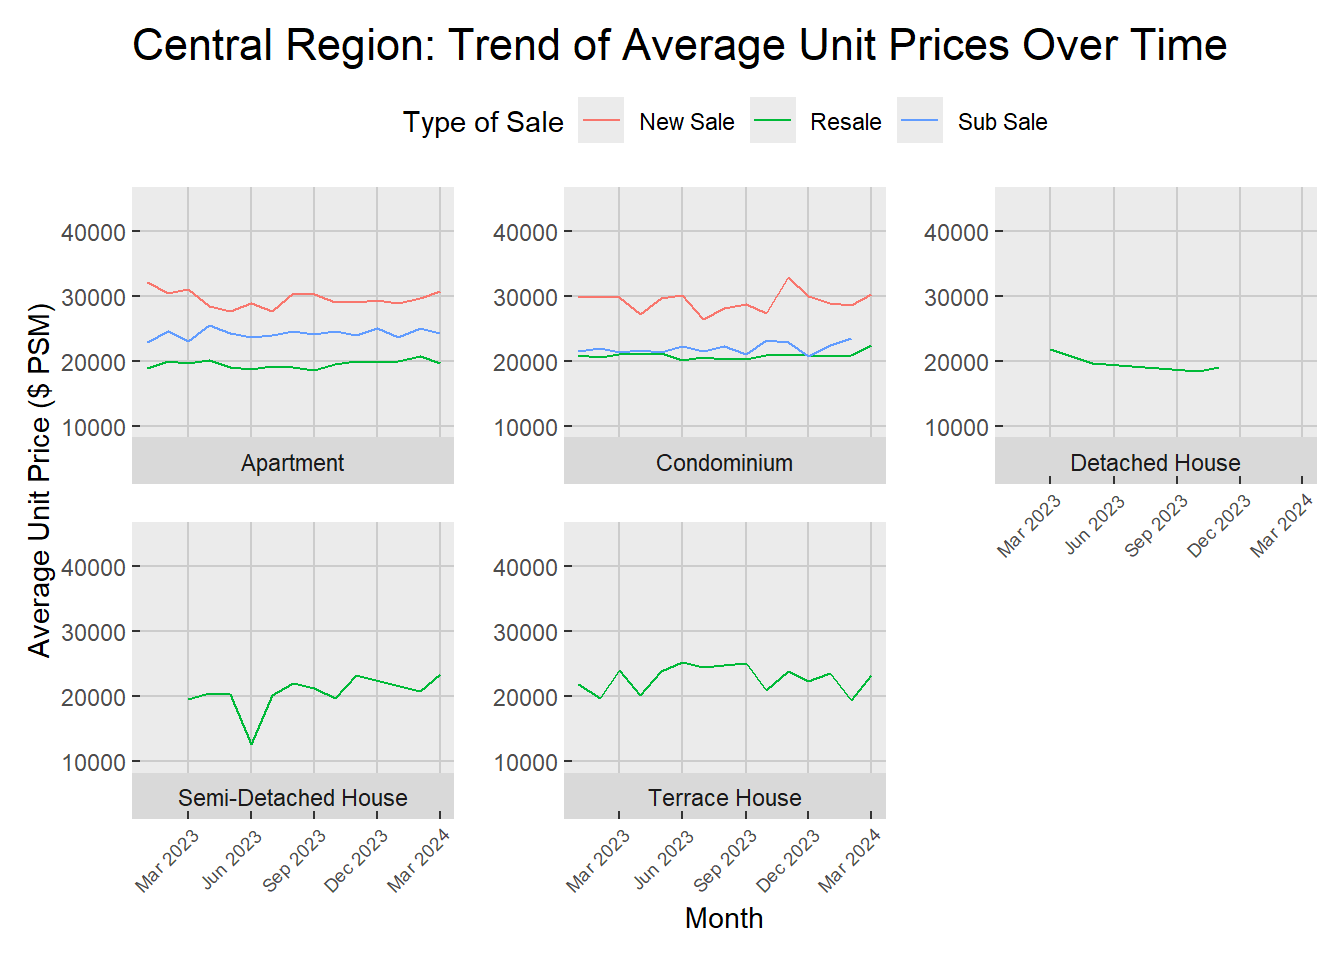 Central Region: Trend of Average Unit Prices Over Time
Type of Sale New Sale Resale Sub Sale
Average Unit Price ($ PSM)
40000
30000
20000
10000
Apartment
40000
30000
20000
10000
Condominium
40000
30000
20000
10000
Detached House
Mar 2023
Jun 2023
Sep 2023
Dec 2023
Mar 2024
40000
30000
20000
10000
Semi-Detached House
Mar 2023
Jun 2023
Sep 2023
Dec 2023
Mar 2024
40000
30000
20000
10000
Terrace House
Mar 2023
Jun 2023
Sep 2023
Dec 2023
Mar 2024
Month